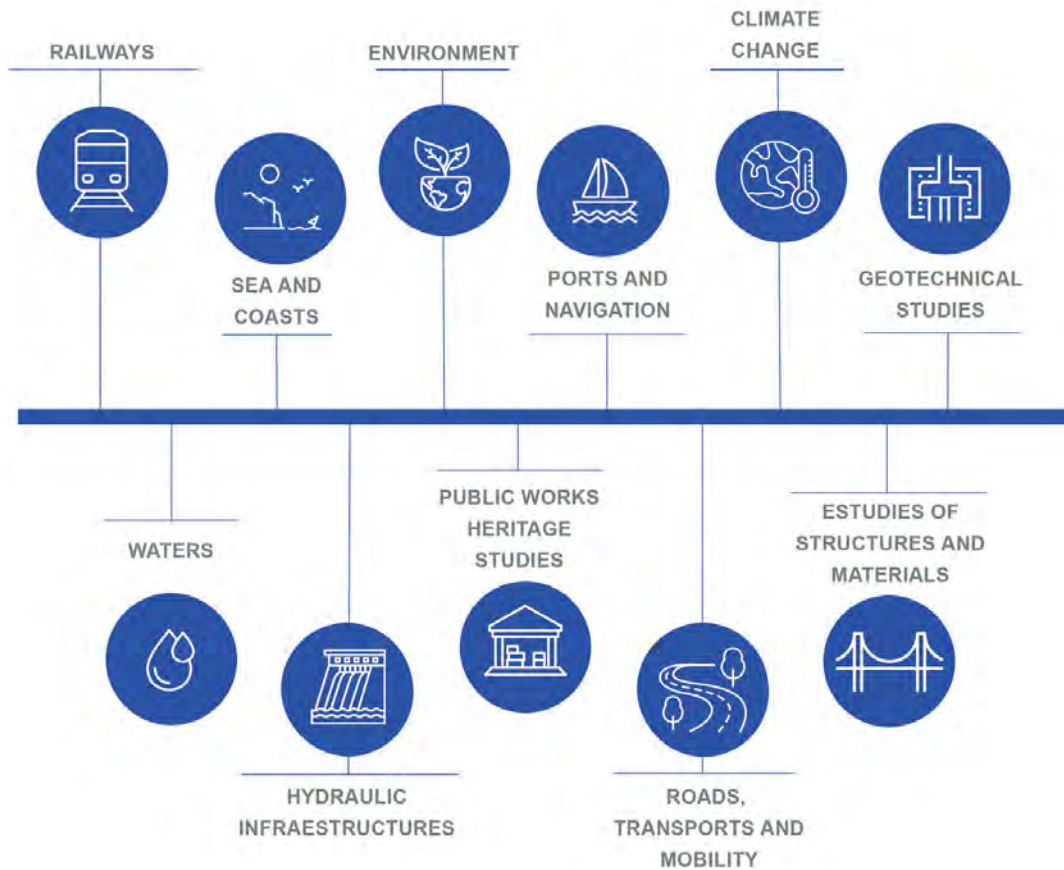 RAILWAYS
ENVIRONMENT
CLIMATE
CHANGE
SEA AND
COASTS
PORTS AND
NAVIGATION
GEOTECHNICAL
STUDIES
WATERS
PUBLIC WORKS
HERITAGE
STUDIES
ESTUDIES OF
STRUCTURES AND
MATERIALS
HYDRAULIC
INFRAESTRUCTURES
ROADS,
TRANSPORTS AND
MOBILITY